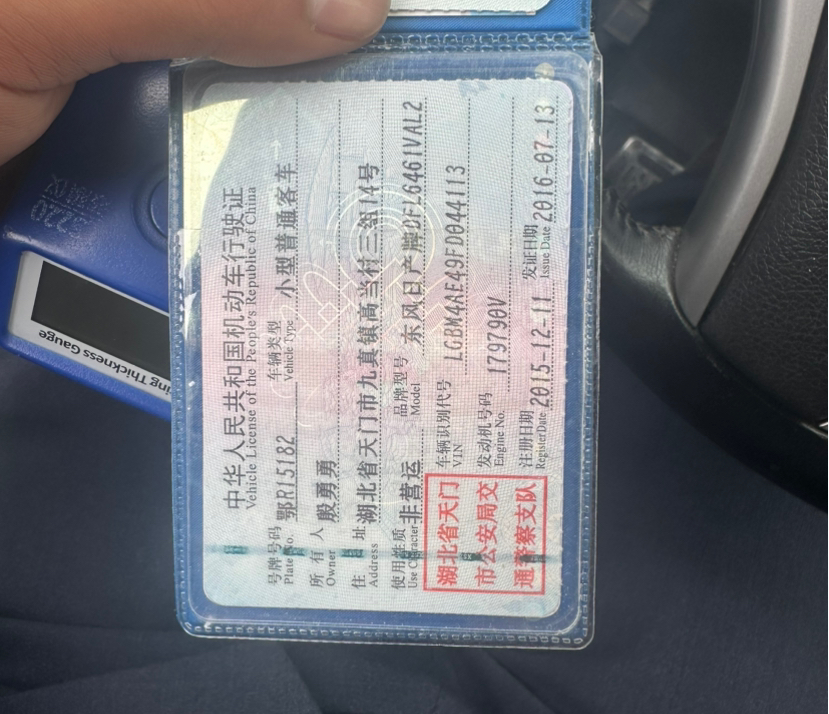 中华人民共和国机动车行驶证
Vehicle License of the People's Republic of China
号牌号码 鄂R15182 车辆类型 小型普通客车
Plate No. Vehicle Type
所有人 殷勇勇
Owner
住址 湖北省天门市九真镇高当村三组14号
Address
使用性质 非营运 品牌型号 东风日产牌DFL6461VAL2
Use Character Model
车辆识别代号 LGBM4AE49FD044113
VIN
发动机号码 179790V
Engine No.
注册日期 2015-12-11 发证日期 2016-07-13
Register Date Issue Date
湖北省天门
市公安局交
通警察支队
ing Thickness Gauge